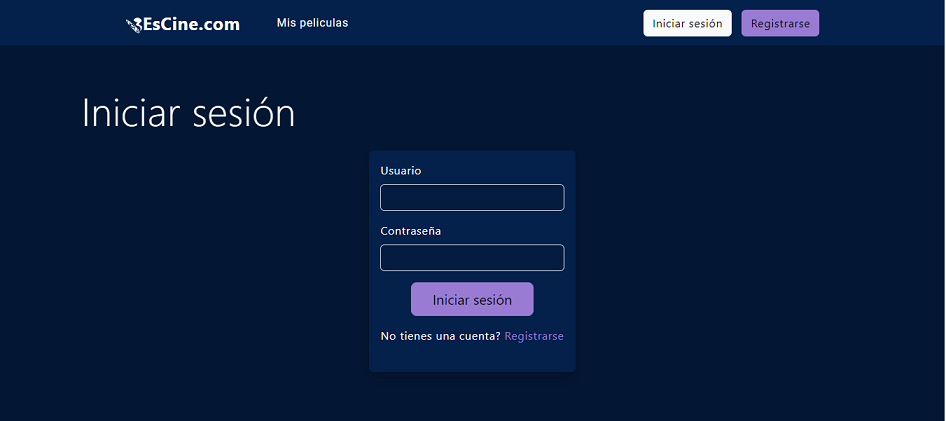 EsCine.com
Mis peliculas
Iniciar sesión
Registrarse
Iniciar sesión
Usuario
Contraseña
Iniciar sesión
No tienes una cuenta? Registrarse